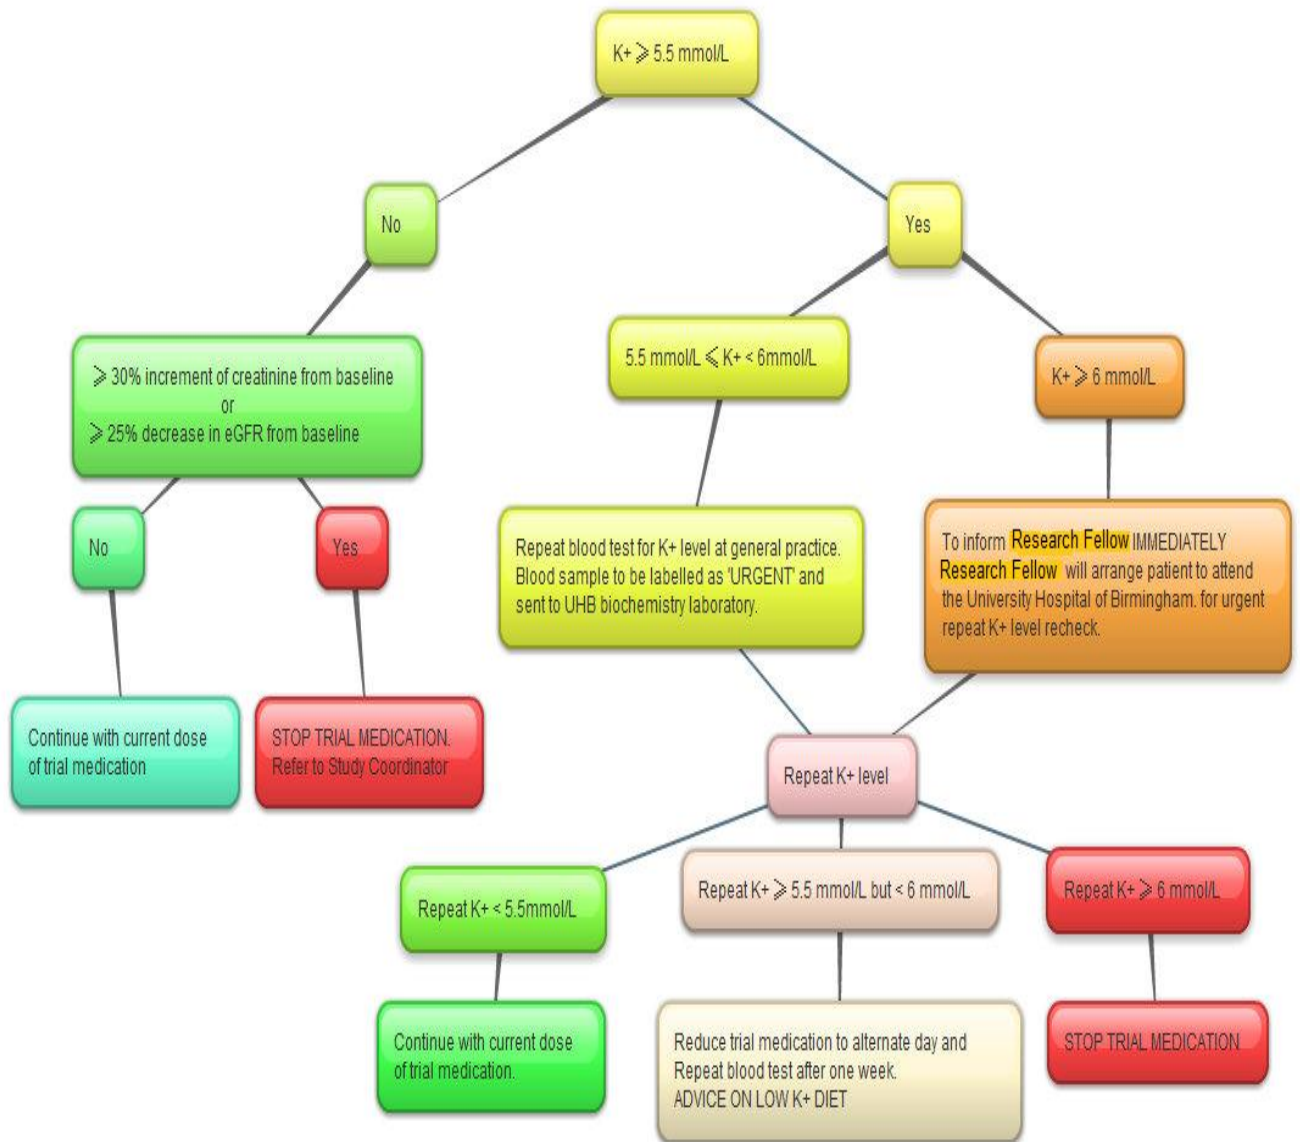 K+ ⩾ 5.5 mmol/L
No
Yes
⩾ 30% increment of creatinine from baseline
or
⩾ 25% decrease in eGFR from baseline
5.5 mmol/L ⩽ K+ < 6mmol/L
K+ ⩾ 6 mmol/L
No
Yes
Repeat blood test for K+ level at general practice.
Blood sample to be labelled as 'URGENT' and
sent to UHB biochemistry laboratory.
To inform Research Fellow IMMEDIATELY
Research Fellow will arrange patient to attend
the University Hospital of Birmingham. for urgent
repeat K+ level recheck.
Continue with current dose
of trial medication
STOP TRIAL MEDICATION.
Refer to Study Coordinator
Repeat K+ level
Repeat K+ < 5.5mmol/L
Repeat K+ ⩾ 5.5 mmol/L but < 6 mmol/L
Repeat K+ ⩾ 6 mmol/L
Continue with current dose
of trial medication.
Reduce trial medication to alternate day and
Repeat blood test after one week.
ADVICE ON LOW K+ DIET
STOP TRIAL MEDICATION